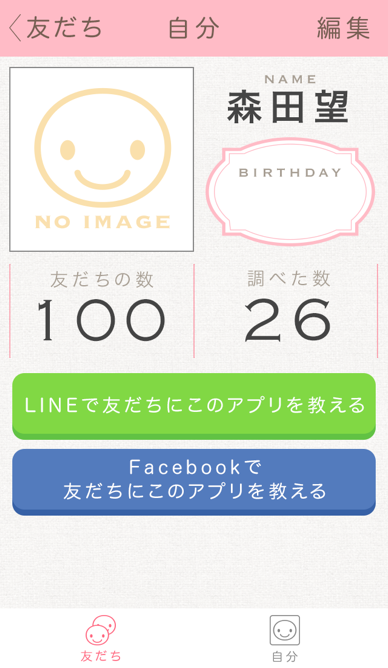 友だち 自分 編集
NAME
森田望
NO IMAGE
BIRTHDAY
友だちの数 調べた数
100 26
LINEで友だちにこのアプリを教える
Facebookで
友だちにこのアプリを教える
友だち 自分